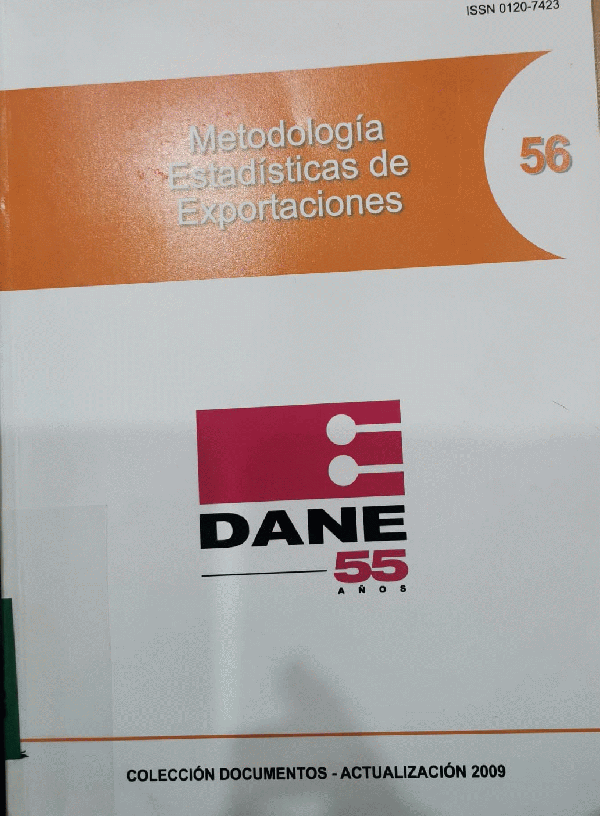 ISSN 0120-7423
Metodología
Estadísticas de
Exportaciones
56
DANE
55
AÑOS
COLECCIÓN DOCUMENTOS - ACTUALIZACIÓN 2009